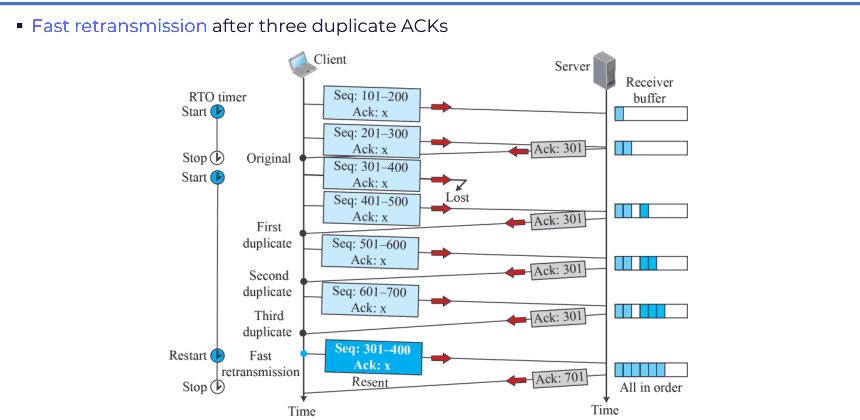 ▪ Fast retransmission after three duplicate ACKs
Client
Server
Receiver
buffer
RTO timer
Start
Seq: 101–200
Ack: x
Seq: 201–300
Ack: x
Ack: 301
Stop
Original
Start
Seq: 301–400
Ack: x
Lost
Seq: 401–500
Ack: x
Ack: 301
First
duplicate
Seq: 501–600
Ack: x
Ack: 301
Second
duplicate
Seq: 601–700
Ack: x
Ack: 301
Third
duplicate
Restart
Fast
retransmission
Seq: 301–400
Ack: x
Resent
Stop
Ack: 701
All in order
Time
Time